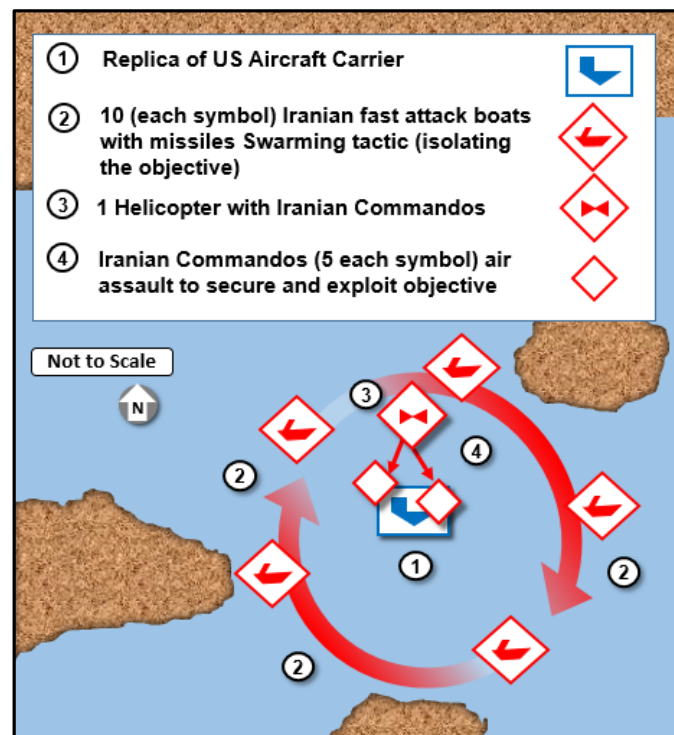 ① Replica of US Aircraft Carrier
② 10 (each symbol) Iranian fast attack boats
with missiles Swarming tactic (isolating
the objective)
③ 1 Helicopter with Iranian Commandos
④ Iranian Commandos (5 each symbol) air
assault to secure and exploit objective
Not to Scale
N
③
④
②
①
②
②